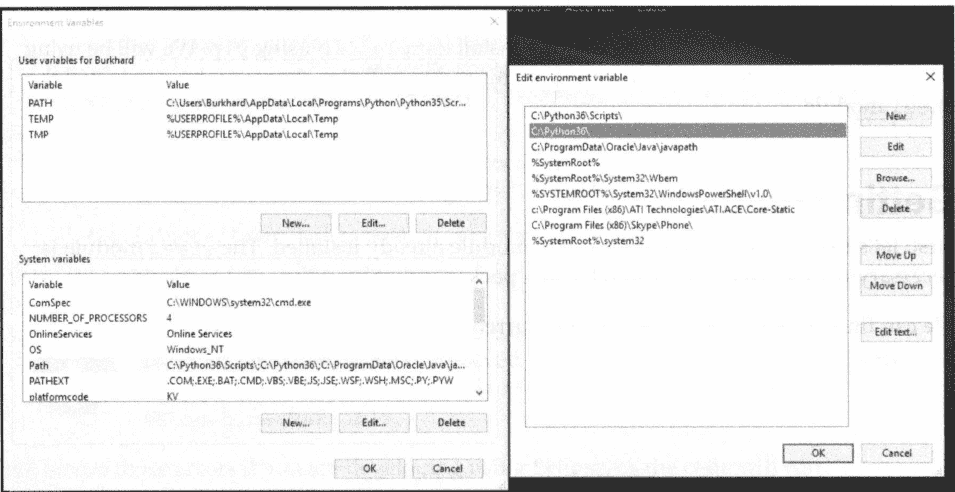 Environment Variables
User variables for Burkhard
Variable Value
PATH C:\Users\Burkhard\AppData\Local\Programs\Python\Python35\Scr...
TEMP %USERPROFILE%\AppData\Local\Temp
TMP %USERPROFILE%\AppData\Local\Temp
New... Edit... Delete
System variables
Variable Value
ComSpec C:\WINDOWS\system32\cmd.exe
NUMBER_OF_PROCESSORS 4
OnlineServices Online Services
OS Windows_NT
Path C:\Python36\Scripts\;C:\Python36\;C:\ProgramData\Oracle\Java\ja...
PATHEXT .COM;.EXE;.BAT;.CMD;.VBS;.VBE;.JS;.JSE;.WSF;.WSH;.MSC;.PY;.PYW
platformcode KV
New... Edit... Delete
OK Cancel
Edit environment variable
C:\Python36\Scripts\
C:\Python36\
C:\ProgramData\Oracle\Java\javapath
%SystemRoot%
%SystemRoot%\System32\Wbem
%SYSTEMROOT%\System32\WindowsPowerShell\v1.0\
c:\Program Files (x86)\ATI Technologies\ATI.ACE\Core-Static
C:\Program Files (x86)\Skype\Phone\
%SystemRoot%\system32
New
Edit
Browse...
Delete
Move Up
Move Down
Edit text...
OK Cancel